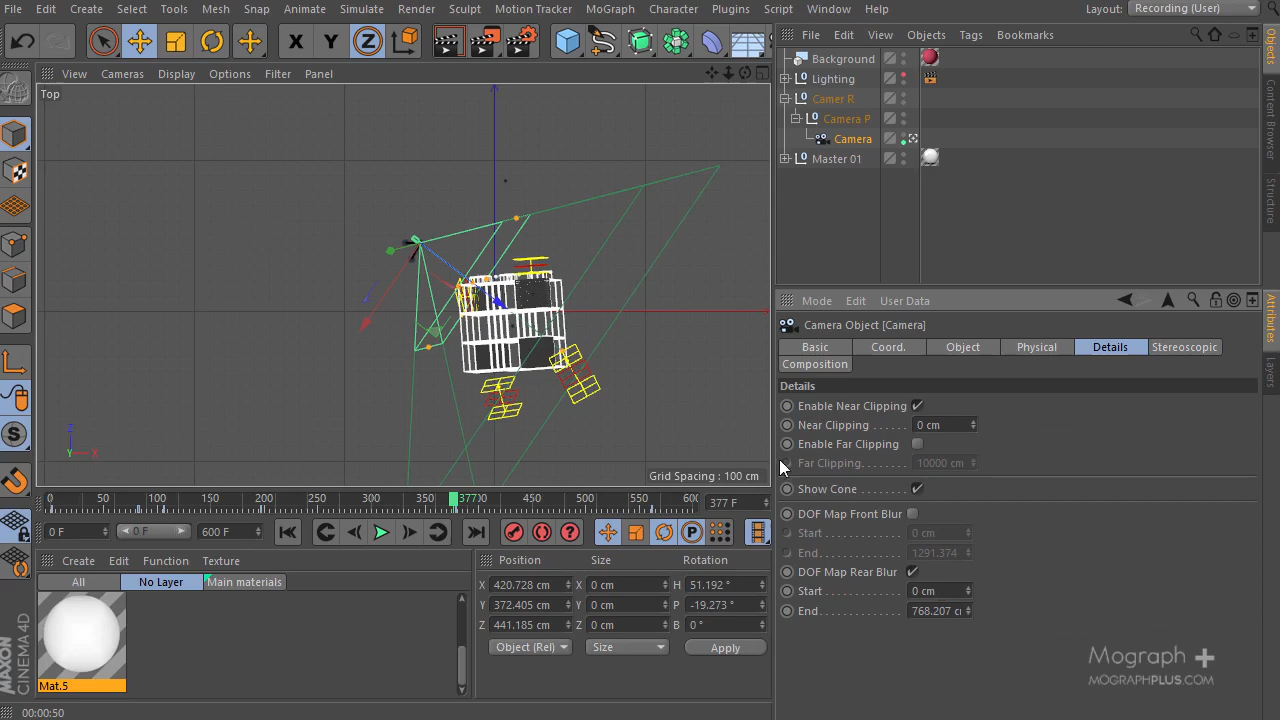 File Edit Create Select Tools Mesh Snap Animate Simulate Render Sculpt Motion Tracker MoGraph Character Plugins Script Window Help Layout: Recording (User)
X Y Z
File Edit View Objects Tags Bookmarks
View Cameras Display Options Filter Panel
Top
Background
Lighting
Camer R
Camera P
Camera
Master 01
Objects
Content Browser
Structure
Mode Edit User Data
Camera Object [Camera]
Basic Coord. Object Physical Details Stereoscopic
Composition
Attributes
Layers
Details
Enable Near Clipping
Near Clipping . . . . . . 0 cm
Enable Far Clipping
Far Clipping. . . . . . . . 10000 cm
Show Cone . . . . . . . .
DOF Map Front Blur
Start . . . . . . . . . . . . . . 0 cm
End . . . . . . . . . . . . . . . 1291.374
DOF Map Rear Blur
Start . . . . . . . . . . . . . . 0 cm
End . . . . . . . . . . . . . . . 768.207 c
Z
Y X
Grid Spacing : 100 cm
0 50 100 150 200 250 300 350 3770 450 500 550 600 377 F
0 F 0 F 600 F
P
Create Edit Function Texture
All No Layer Main materials
Mat.5
Position Size Rotation
X 420.728 cm X 0 cm H 51.192 °
Y 372.405 cm Y 0 cm P -19.273 °
Z 441.185 cm Z 0 cm B 0 °
Object (Rel) Size Apply
MAXON
CINEMA 4D
Mograph +
MOGRAPHPLUS.COM
00:00:50